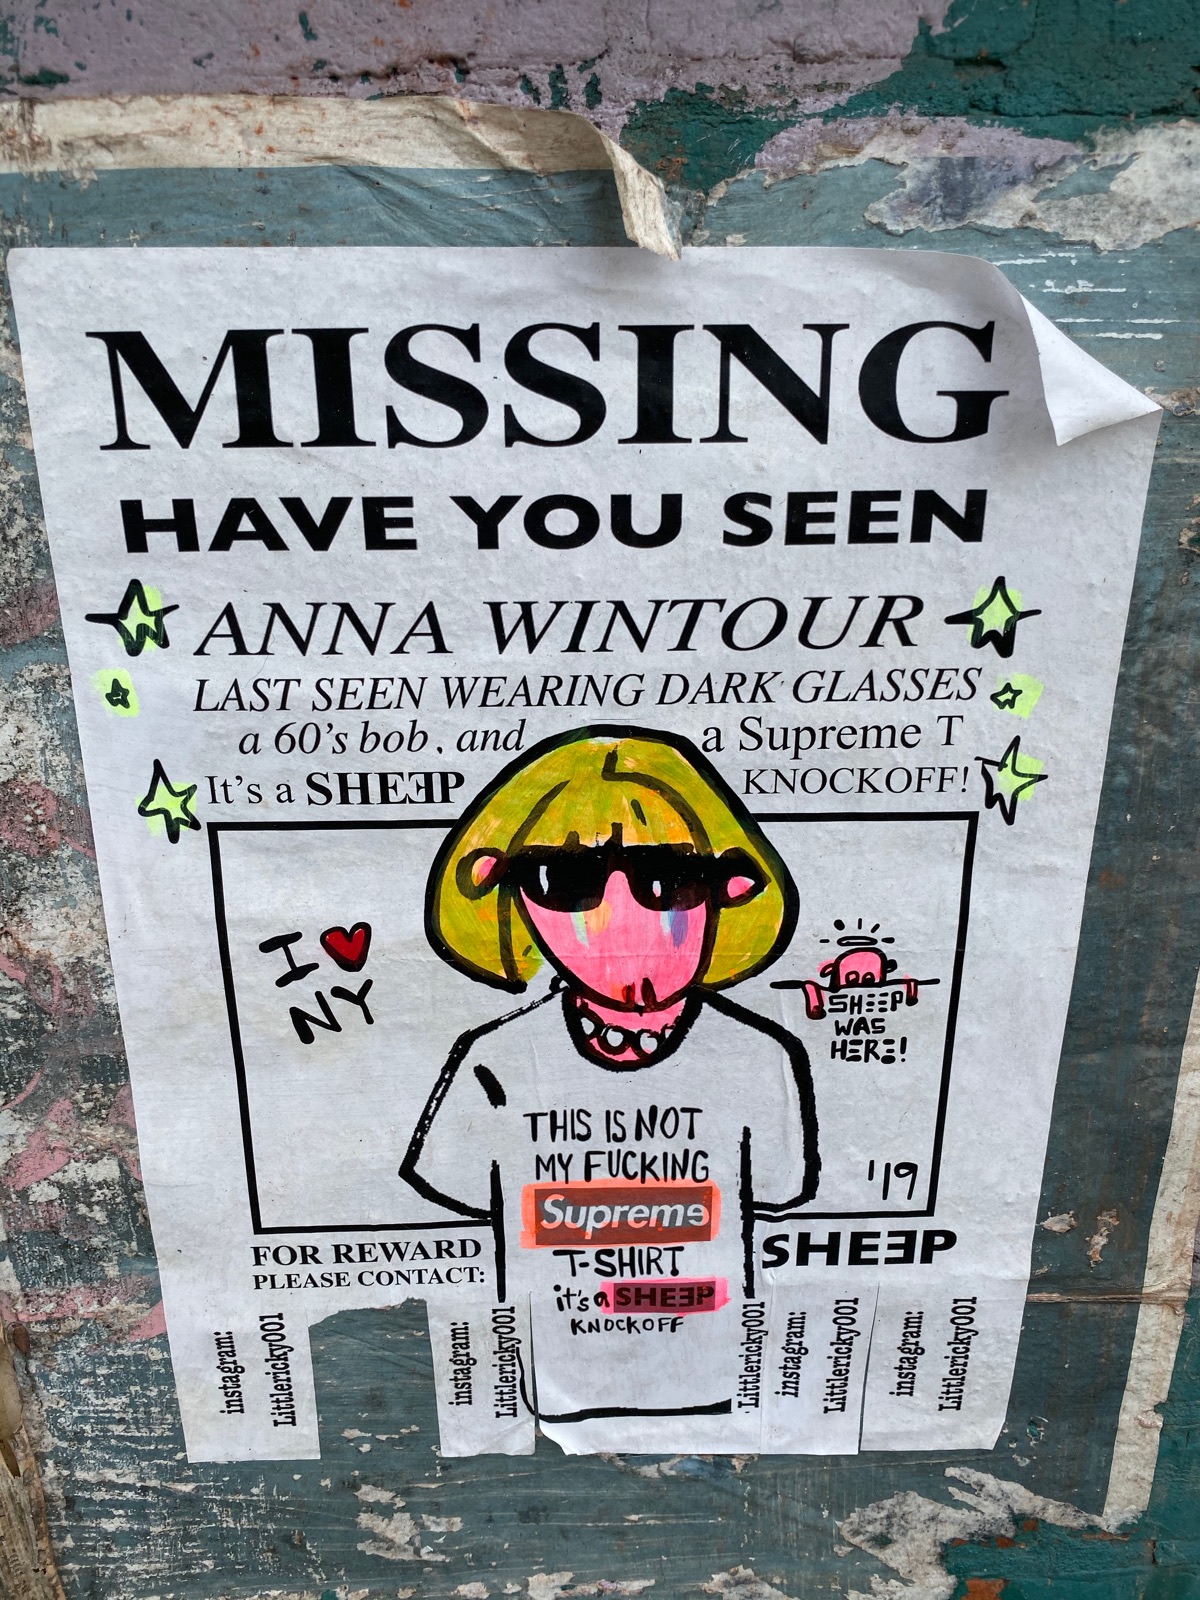 MISSING
HAVE YOU SEEN
ANNA WINTOUR
LAST SEEN WEARING DARK GLASSES
a 60's bob, and a Supreme T
It's a SHEƎP KNOCKOFF!
I ♥
NY
SHEEP
WAS
HERE!
THIS IS NOT
MY FUCKING
Supreme
T-SHIRT
it's a SHEƎP
KNOCKOFF
'19
FOR REWARD
PLEASE CONTACT:
SHEƎP
instagram:
Littlericky001
instagram:
Littlericky001
Littlericky001
instagram:
Littlericky001
instagram:
Littlericky001